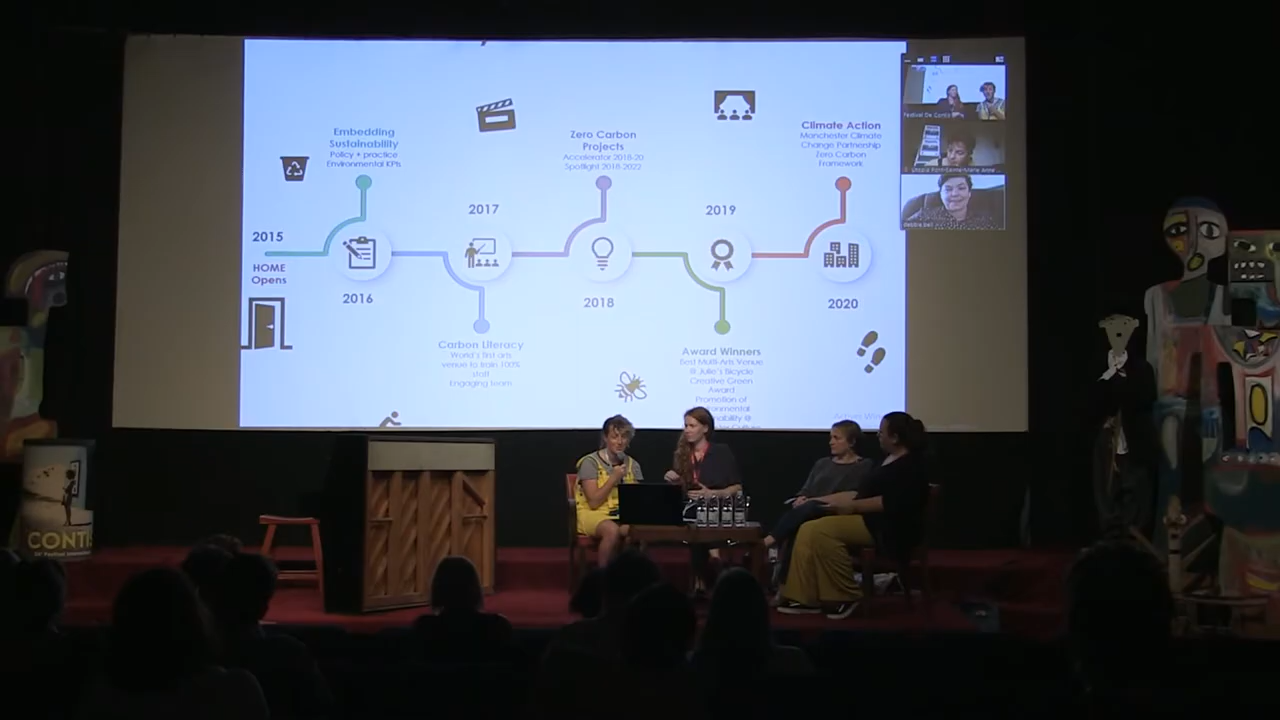 2015
HOME
Opens
Embedding
Sustainability
Policy + practice
Environmental KPIs
2016
2017
Carbon Literacy
World's first arts
venue to train 100%
staff
Engaging team
Zero Carbon
Projects
Accelerator 2018-20
Spotlight 2018-2022
2018
2019
Award Winners
Best Multi-Arts Venue
@ Julie's Bicycle
Creative Green
Award
Promotion of
Climate Action
Manchester Climate
Change Partnership
Zero Carbon
Framework
2020
CONTI